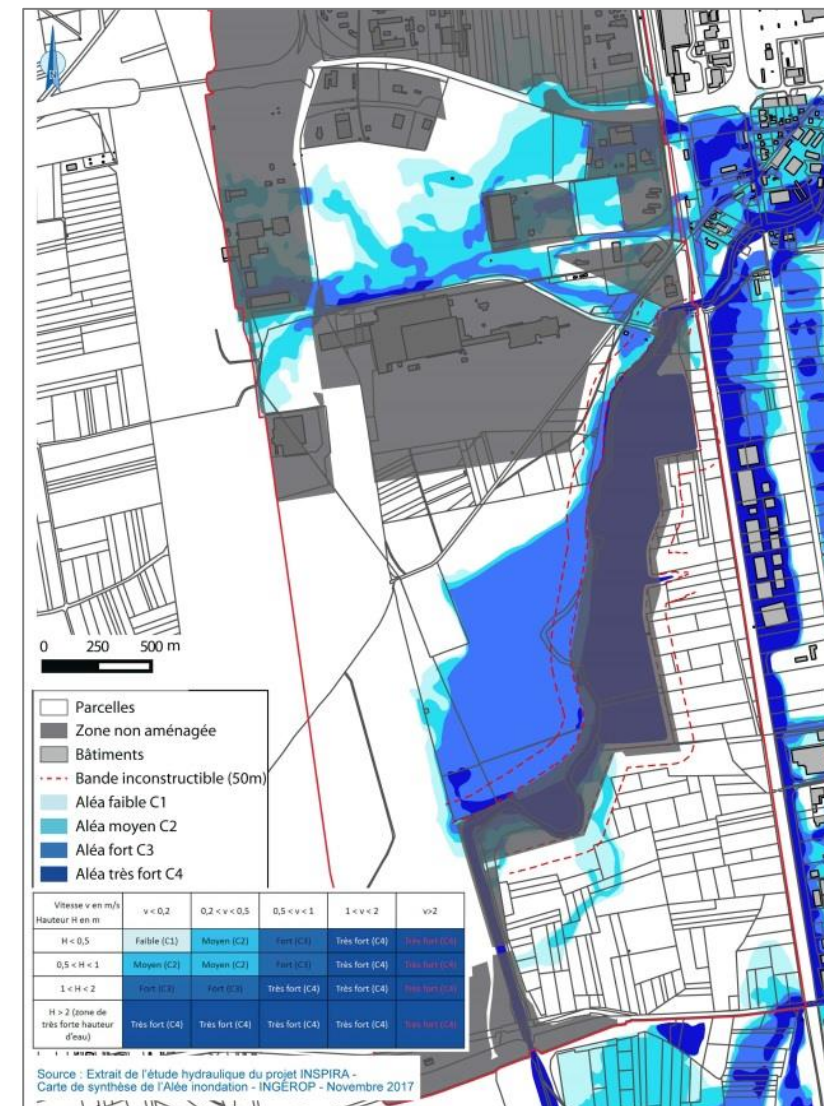 N
0 250 500 m
Parcelles
Zone non aménagée
Bâtiments
Bande inconstructible (50m)
Aléa faible C1
Aléa moyen C2
Aléa fort C3
Aléa très fort C4
Vitesse v en m/s
Hauteur H en m
v < 0,2 0,2 < v < 0,5 0,5 < v < 1 1 < v < 2 v>2
H < 0,5 Faible (C1) Moyen (C2) Fort (C3) Très fort (C4) Très fort (C4)
0,5 < H < 1 Moyen (C2) Moyen (C2) Fort (C3) Très fort (C4) Très fort (C4)
1 < H < 2 Fort (C3) Fort (C3) Très fort (C4) Très fort (C4) Très fort (C4)
H > 2 (zone de
très forte hauteur
d'eau)
Très fort (C4) Très fort (C4) Très fort (C4) Très fort (C4) Très fort (C4)
Source : Extrait de l'étude hydraulique du projet INSPIRA -
Carte de synthèse de l'Alée inondation - INGÉROP - Novembre 2017